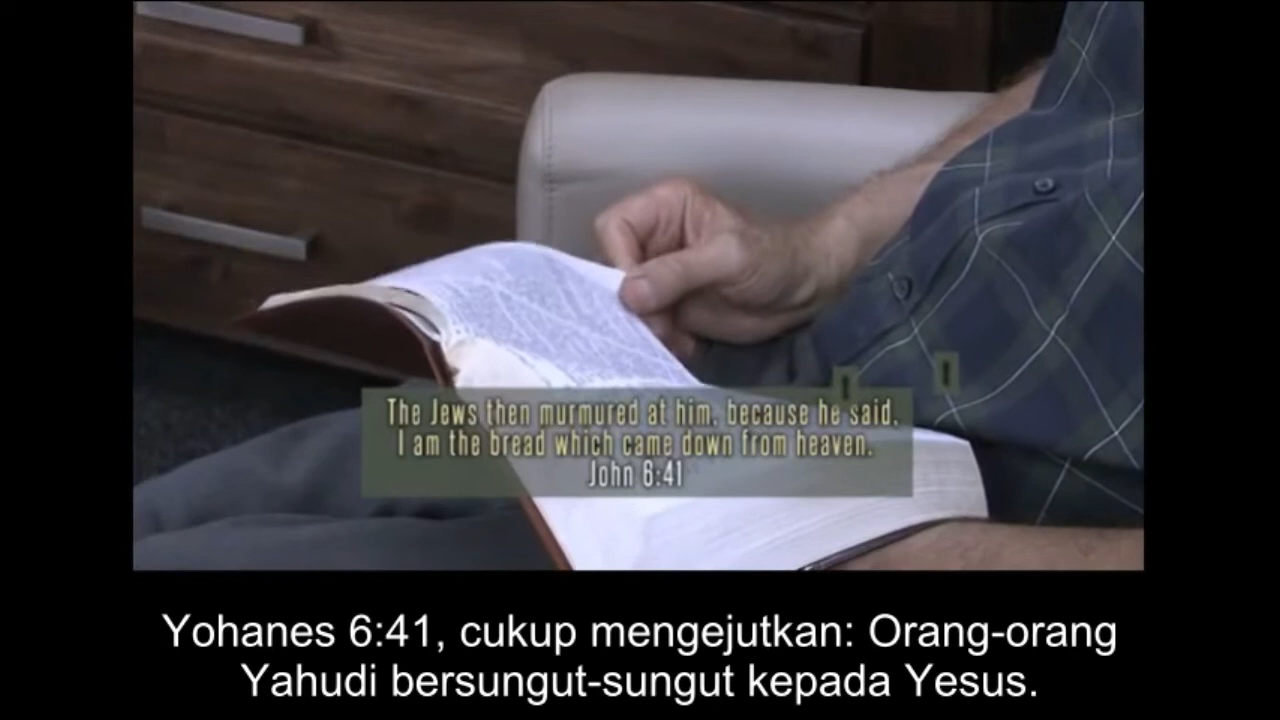 The Jews then murmured at him, because he said,
I am the bread which came down from heaven.
John 6:41
Yohanes 6:41, cukup mengejutkan: Orang-orang
Yahudi bersungut-sungut kepada Yesus.